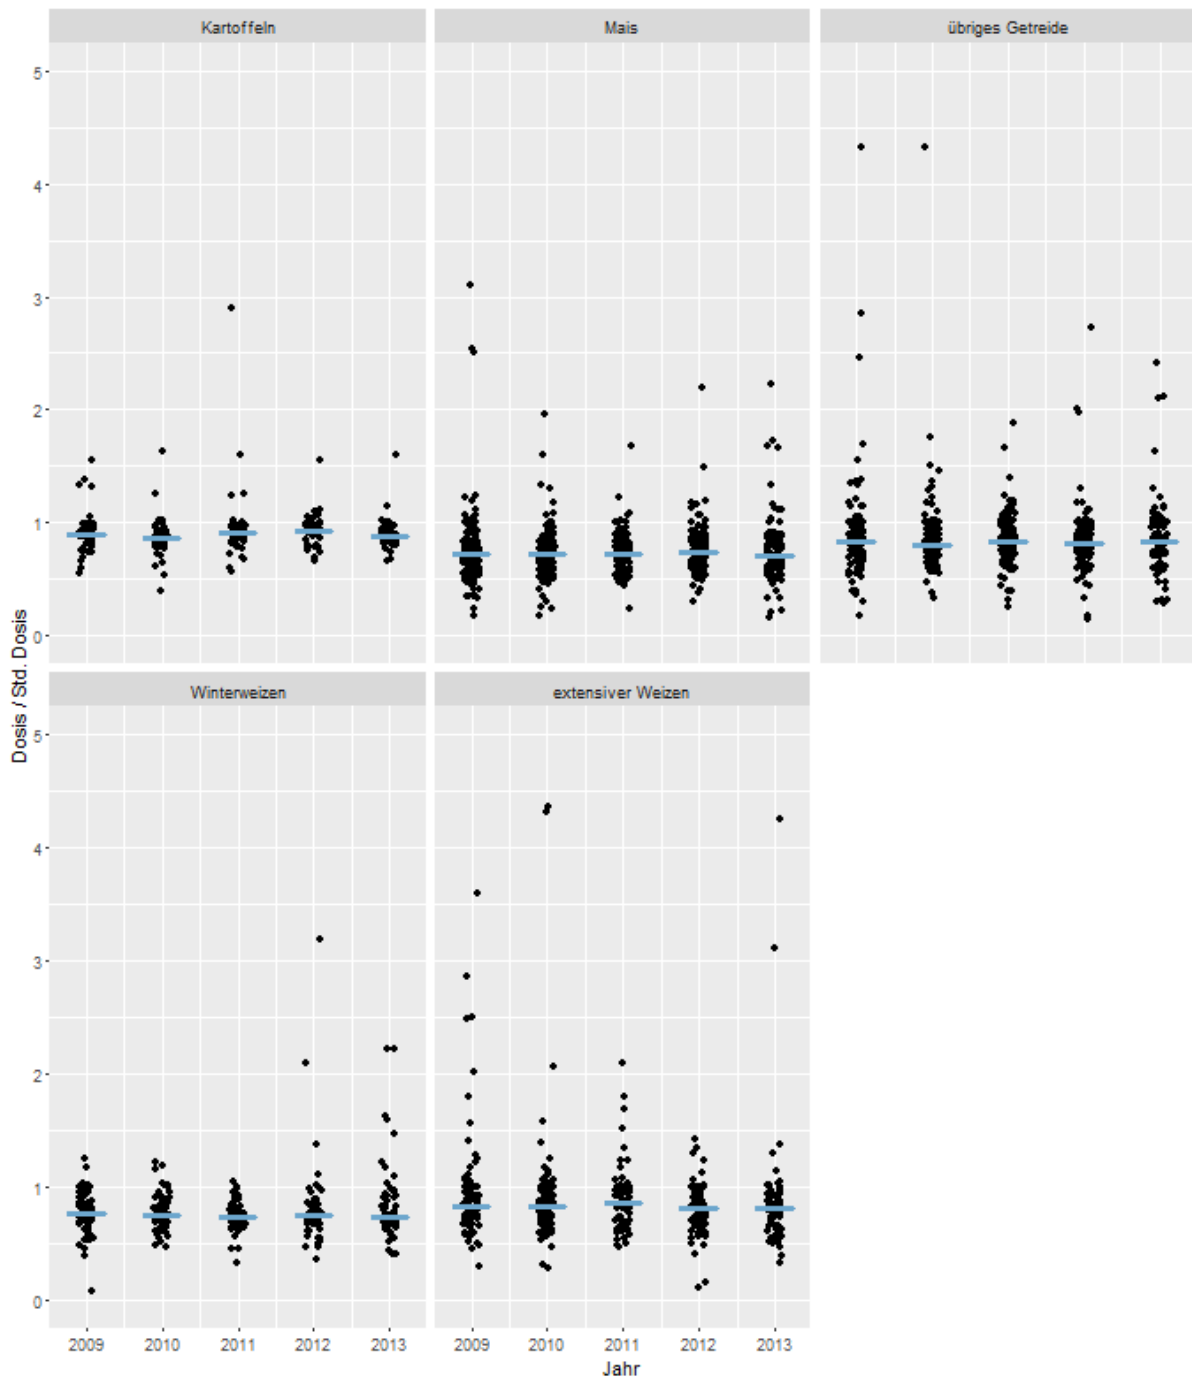 Kartoffeln
Mais
übriges Getreide
5
4
3
2
1
0
Dosis / Std. Dosis
Winterweizen
extensiver Weizen
5
4
3
2
1
0
2009 2010 2011 2012 2013
2009 2010 2011 2012 2013
Jahr